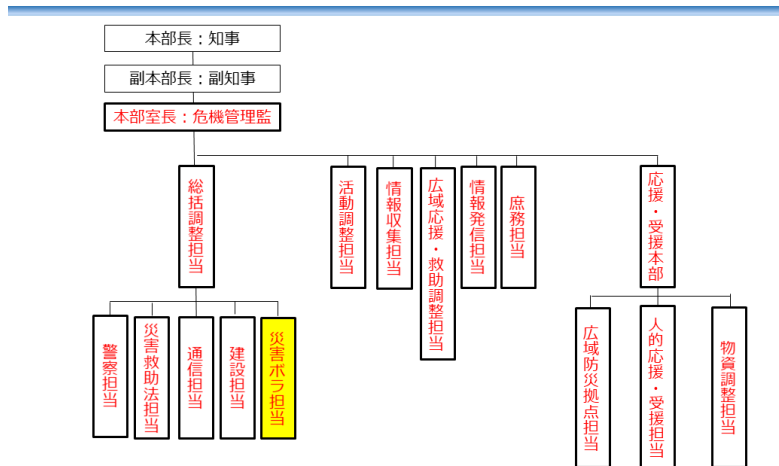 本部長：知事
副本部長：副知事
本部室長：危機管理監
総括調整担当
活動調整担当
情報収集担当
広域応援・救助調整担当
情報発信担当
庶務担当
応援・受援本部
警察担当
災害救助法担当
通信担当
建設担当
災害ボラ担当
広域防災拠点担当
人的応援・受援担当
物資調整担当